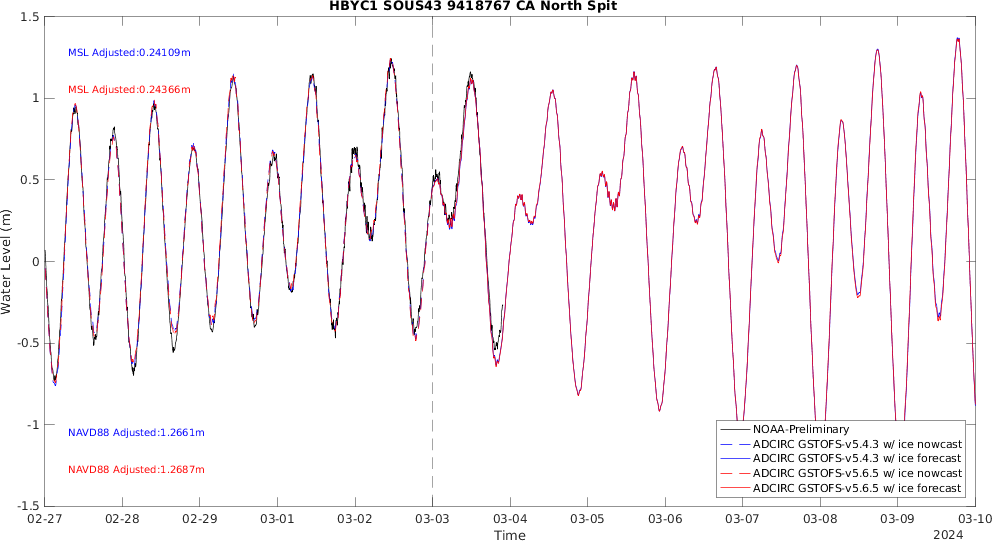 HBYC1 SOUS43 9418767 CA North Spit
MSL Adjusted:0.24109m
MSL Adjusted:0.24366m
NAVD88 Adjusted:1.2661m
NAVD88 Adjusted:1.2687m
Water Level (m)
1.5
1
0.5
0
-0.5
-1
-1.5
NOAA-Preliminary
ADCIRC GSTOFS-v5.4.3 w/ ice nowcast
ADCIRC GSTOFS-v5.4.3 w/ ice forecast
ADCIRC GSTOFS-v5.6.5 w/ ice nowcast
ADCIRC GSTOFS-v5.6.5 w/ ice forecast
02-27 02-28 02-29 03-01 03-02 03-03 03-04 03-05 03-06 03-07 03-08 03-09 03-10
Time
2024